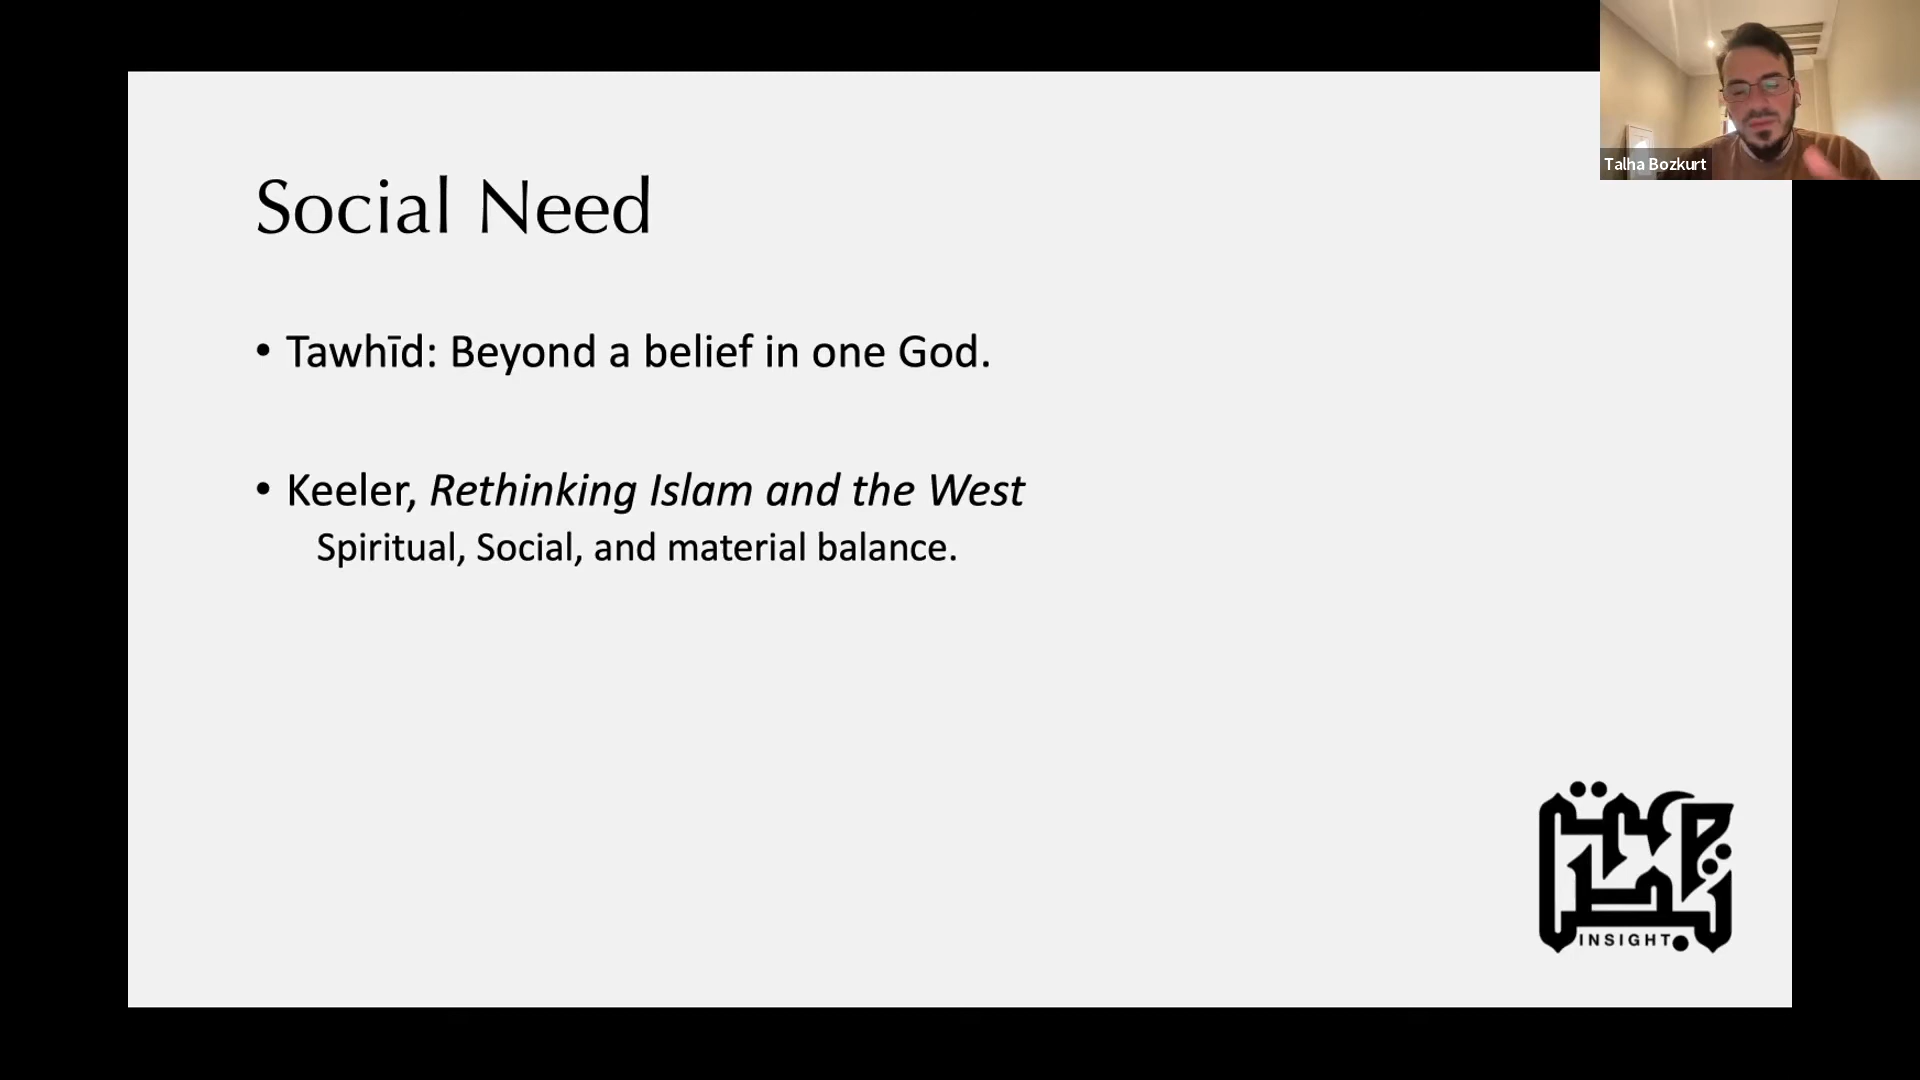 Talha Bozkurt
Social Need
• Tawhīd: Beyond a belief in one God.
• Keeler, Rethinking Islam and the West
Spiritual, Social, and material balance.
INSIGHT